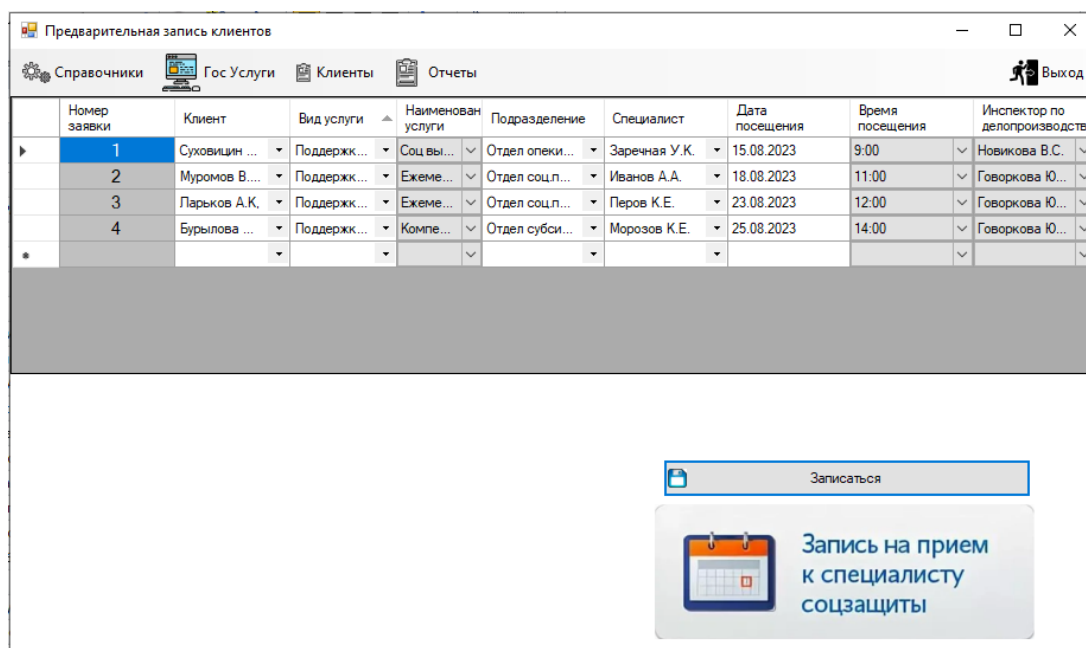 Предварительная запись клиентов
Справочники Гос Услуги Клиенты Отчеты Выход
Номер заявки Клиент Вид услуги Наименован услуги Подразделение Специалист Дата посещения Время посещения Инспектор по делопроизводств
1 Суховицин ... Поддержк... Соц вы... Отдел опеки... Заречная У.К. 15.08.2023 9:00 Новикова В.С.
2 Муромов В.... Поддержк... Ежеме... Отдел соц.п... Иванов А.А. 18.08.2023 11:00 Говоркова Ю...
3 Ларьков А.К, Поддержк... Ежеме... Отдел соц.п... Перов К.Е. 23.08.2023 12:00 Говоркова Ю...
4 Бурылова ... Поддержк... Компе... Отдел субси... Морозов К.Е. 25.08.2023 14:00 Говоркова Ю...
Записаться
Запись на прием
к специалисту
соцзащиты